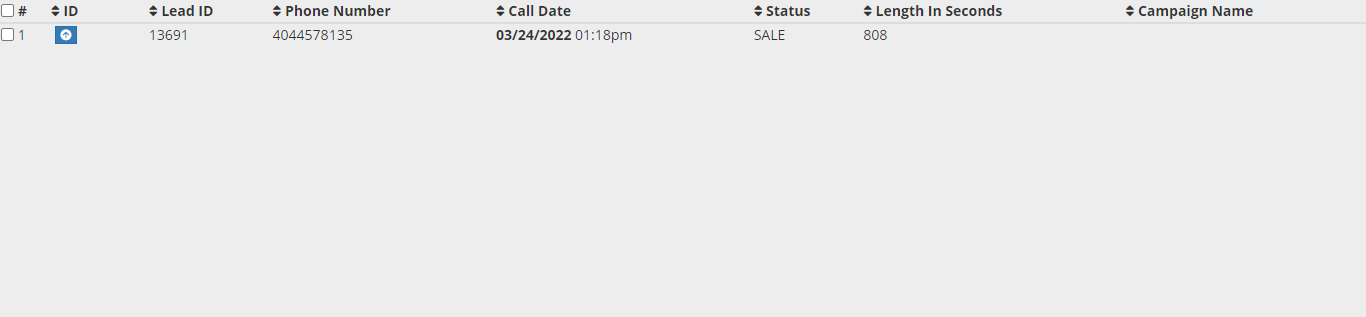 # ID Lead ID Phone Number Call Date Status Length In Seconds Campaign Name
1 13691 4044578135 03/24/2022 01:18pm SALE 808